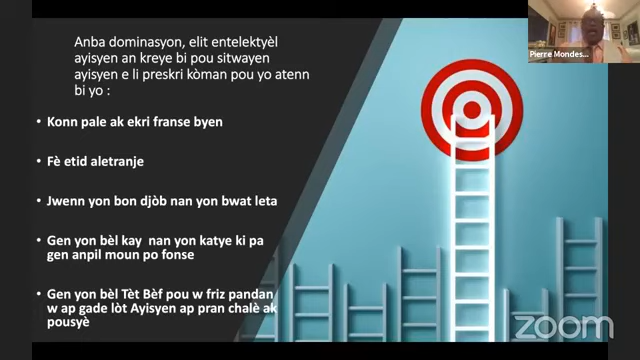 Anba dominasyon, elit entelektyèl
ayisyen an kreye bi pou sitwayen
ayisyen e li preskri kòman pou yo atenn
bi yo :
• Konn pale ak ekri franse byen
• Fè etid aletranje
• Jwenn yon bon djòb nan yon bwat leta
• Gen yon bèl kay nan yon katye ki pa
gen anpil moun po fonse
• Gen yon bèl Tèt Bèf pou w friz pandan
w ap gade lòt Ayisyen ap pran chalè ak
pousyè
Pierre Mondes...
zoom